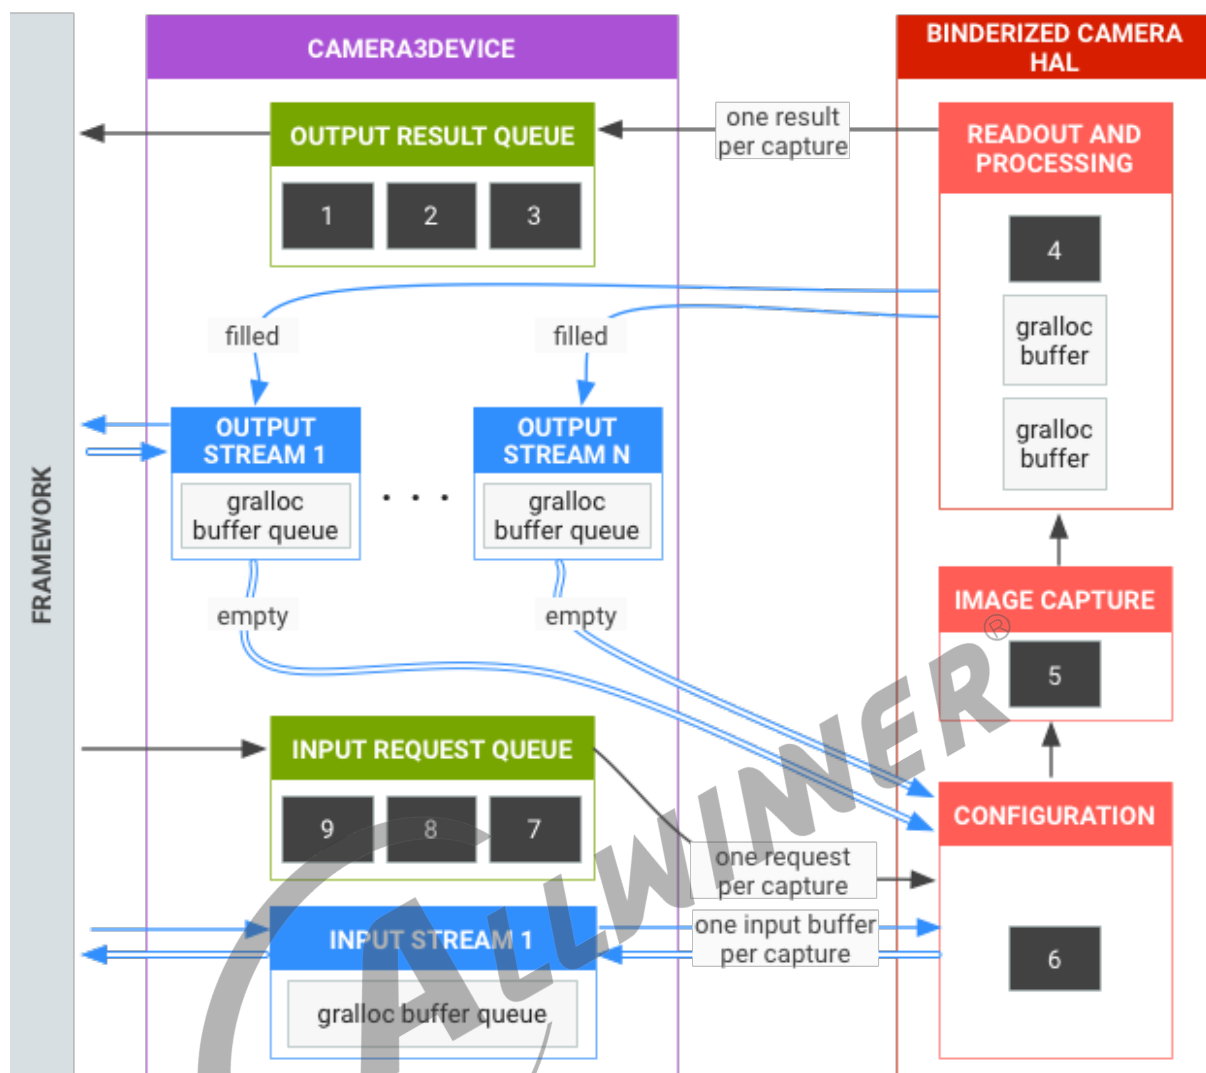 CAMERA3DEVICE
BINDERIZED CAMERA
HAL
OUTPUT RESULT QUEUE
1 2 3
one result
per capture
READOUT AND
PROCESSING
4
gralloc
buffer
gralloc
buffer
filled
filled
OUTPUT
STREAM 1
gralloc
buffer queue
. . .
OUTPUT
STREAM N
gralloc
buffer queue
FRAMEWORK
empty
empty
IMAGE CAPTURE
5
INPUT REQUEST QUEUE
9 8 7
one request
per capture
CONFIGURATION
6
INPUT STREAM 1
gralloc buffer queue
one input buffer
per capture
ALLWINNER®